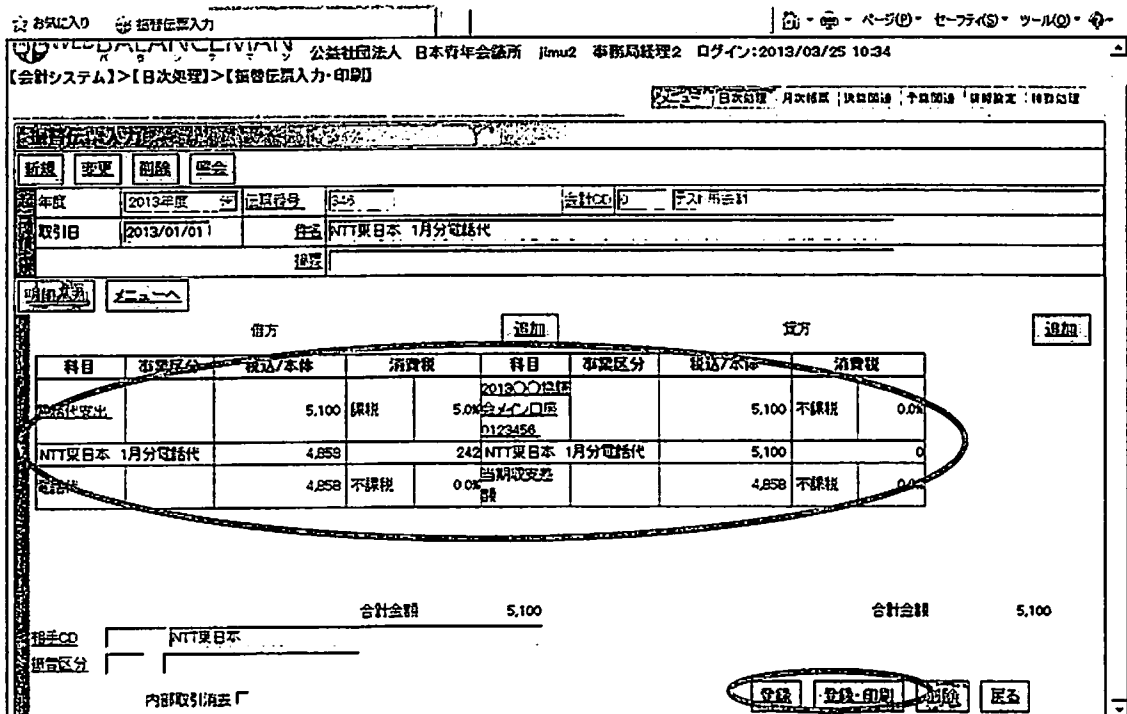 お気に入り 振替伝票入力 ページ(P) セーフティ(S) ツール(O)
WEB BALANCEMAN 公益社団法人 日本青年会議所 jimu2 事務局経理2 ログイン:2013/03/25 10:34
【会計システム】>【日次処理】>【振替伝票入力・印刷】
メニュー 日次処理 月次帳票 決算関連 予算関連 特殊処理
振替伝票入力
新規 変更 削除 照会
年度 2013年度 伝票番号 346 会計CD 0 テスト用会計
取引日 2013/01/01 件名 NTT東日本 1月分電話代
摘要
メニューへ
借方 追加 貸方 追加
科目 事業区分 税込/本体 消費税 科目 事業区分 税込/本体 消費税
電話代支出 5,100 課税 5.0% 2013〇〇 会メイン口座 0123456 5,100 不課税 0.0%
NTT東日本 1月分電話代 4,858 242 NTT東日本 1月分電話代 5,100 0
電話代 4,858 不課税 0.0% 当期収支差額 4,858 不課税 0.0%
合計金額 5,100 合計金額 5,100
相手CD NTT東日本
振替区分
内部取引消去 登録 登録・印刷 削除 戻る